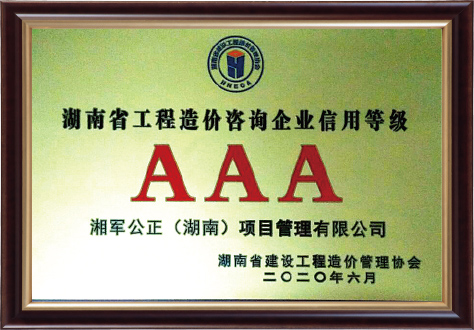 HNECA
湖南省工程造价咨询企业信用等级
AAA
湘军公正（湖南）项目管理有限公司
湖南省建设工程造价管理协会
二〇二〇年六月